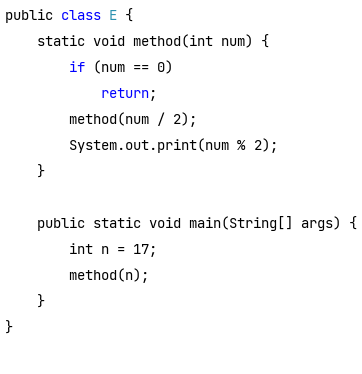 public class E {
    static void method(int num) {
        if (num == 0)
            return;
        method(num / 2);
        System.out.print(num % 2);
    }

    public static void main(String[] args) {
        int n = 17;
        method(n);
    }
}